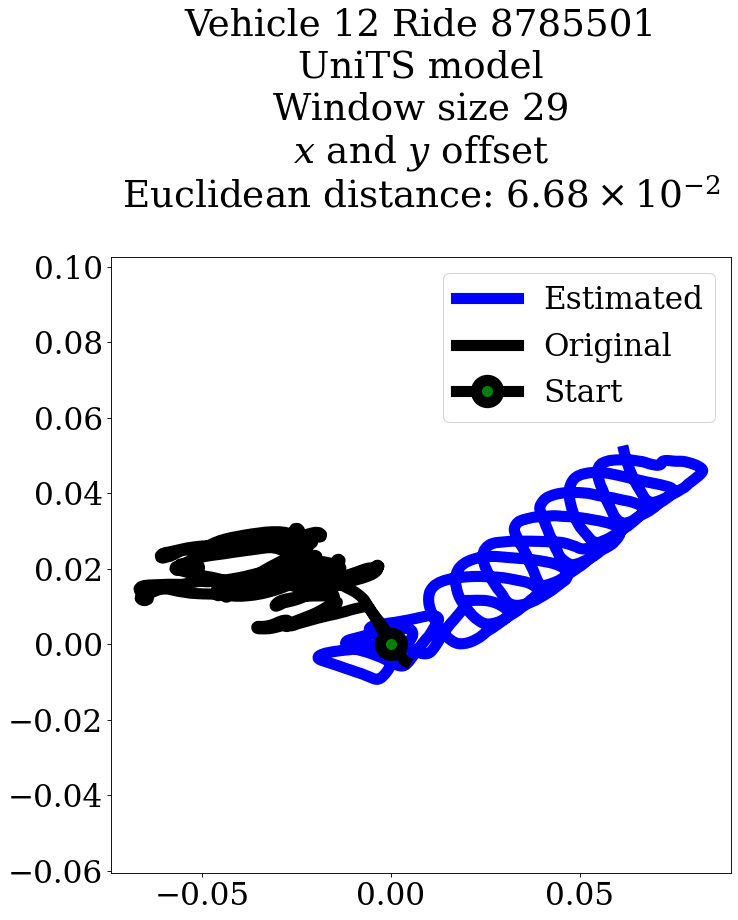 Vehicle 12 Ride 8785501
UniTS model
Window size 29
x and y offset
Euclidean distance: 6.68 × 10⁻²
0.10
0.08
0.06
0.04
0.02
0.00
−0.02
−0.04
−0.06
−0.05
0.00
0.05
Estimated
Original
Start